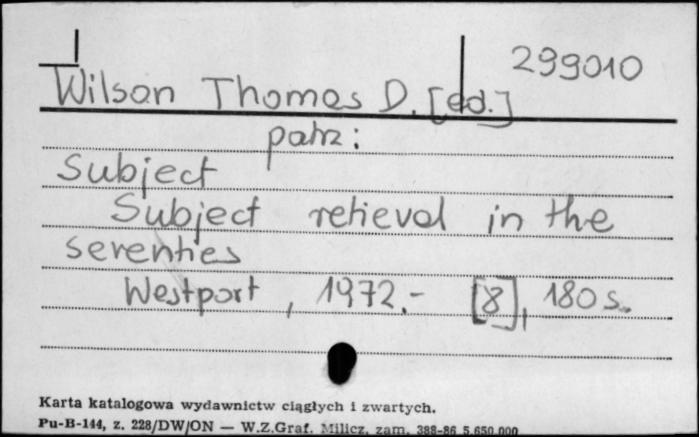 299010
Wilson Thomas D. [ed.]
patrz:
Subject
Subject retieval in the
seventies
Westport, 1972.- [8], 180 s.
Karta katalogowa wydawnictw ciągłych i zwartych.
Pu-B-144, z. 228/DW/ON — W.Z.Graf. Milicz, zam. 388-86 5.650.000